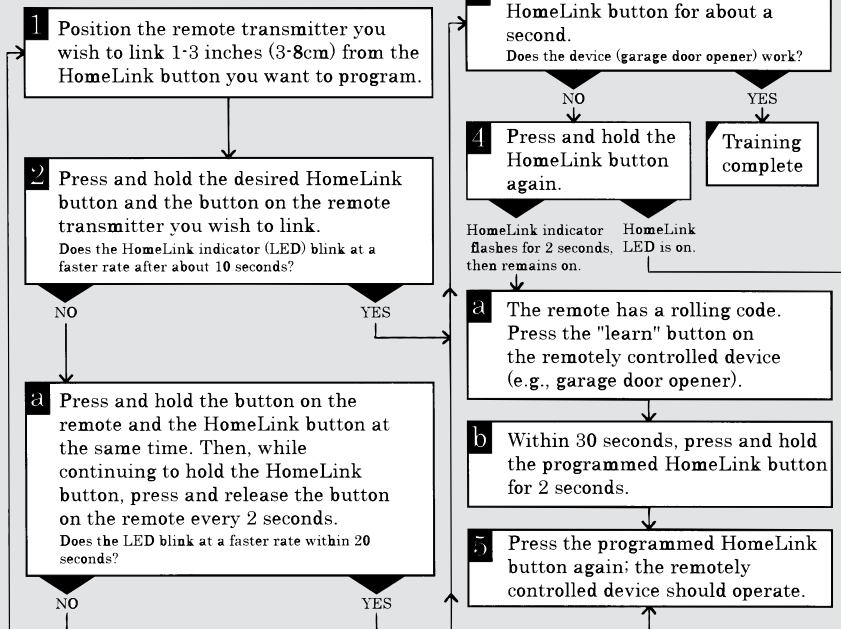 1
Position the remote transmitter you
wish to link 1-3 inches (3-8cm) from the
HomeLink button you want to program.
2
Press and hold the desired HomeLink
button and the button on the remote
transmitter you wish to link.
Does the HomeLink indicator (LED) blink at a
faster rate after about 10 seconds?
NO
YES
a
Press and hold the button on the
remote and the HomeLink button at
the same time. Then, while
continuing to hold the HomeLink
button, press and release the button
on the remote every 2 seconds.
Does the LED blink at a faster rate within 20
seconds?
NO
YES
HomeLink button for about a
second.
Does the device (garage door opener) work?
NO
YES
4
Press and hold the
HomeLink button
again.
Training
complete
HomeLink indicator
flashes for 2 seconds,
then remains on.
HomeLink
LED is on.
a
The remote has a rolling code.
Press the "learn" button on
the remotely controlled device
(e.g., garage door opener).
b
Within 30 seconds, press and hold
the programmed HomeLink button
for 2 seconds.
5
Press the programmed HomeLink
button again; the remotely
controlled device should operate.